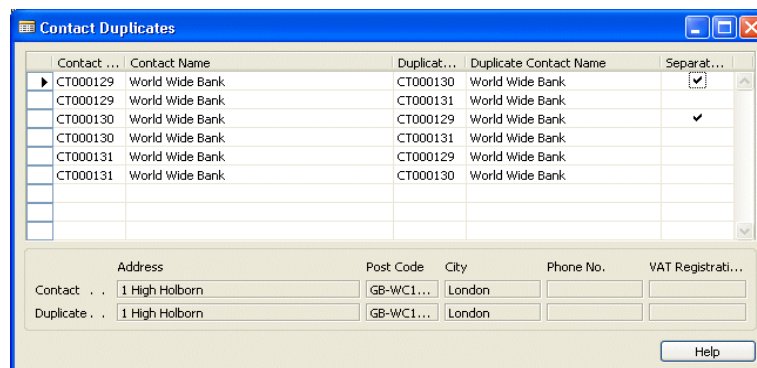 Contact Duplicates
Contact ... Contact Name Duplicat... Duplicate Contact Name Separat...
CT000129 World Wide Bank CT000130 World Wide Bank
CT000129 World Wide Bank CT000131 World Wide Bank
CT000130 World Wide Bank CT000129 World Wide Bank
CT000130 World Wide Bank CT000131 World Wide Bank
CT000131 World Wide Bank CT000129 World Wide Bank
CT000131 World Wide Bank CT000130 World Wide Bank
Address Post Code City Phone No. VAT Registrati...
Contact . . 1 High Holborn GB-WC1... London
Duplicate . . 1 High Holborn GB-WC1... London
Help